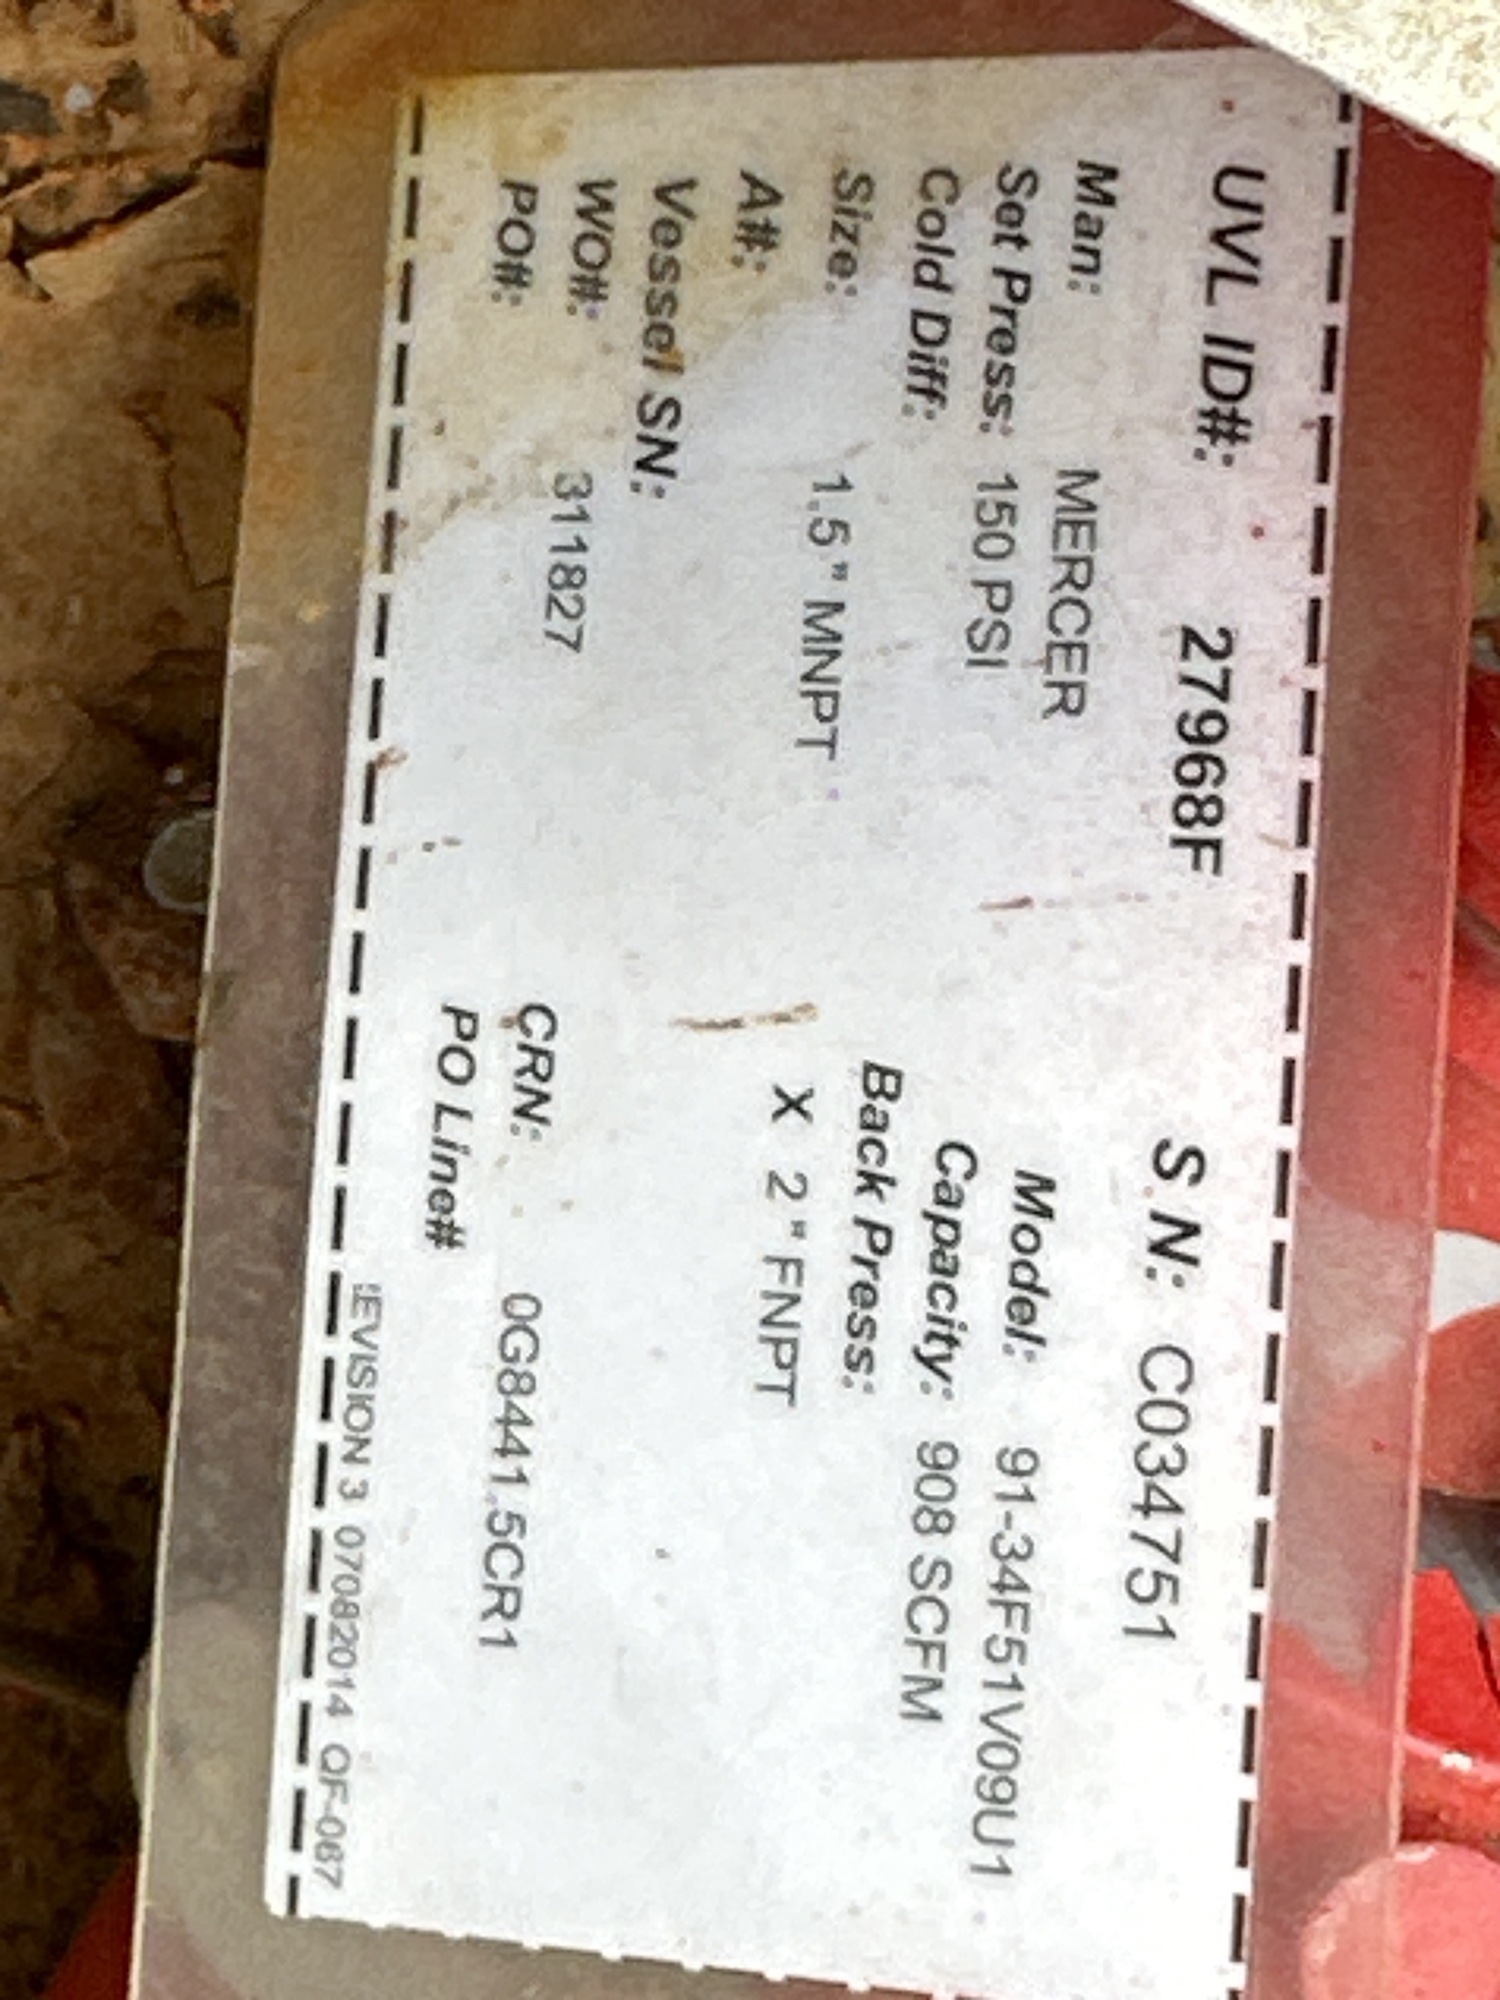 UVL ID#: 27968F S N: C034751
Man: MERCER Model: 91-34F51V09U1
Set Press: 150 PSI Capacity: 908 SCFM
Cold Diff: Back Press:
Size: 1.5 " MNPT X 2 " FNPT
A#:
Vessel SN:
WO#: 311827 CRN: 0G8441.5CR1
PO#: PO Line#
EVISION 3 07082014 QF-087